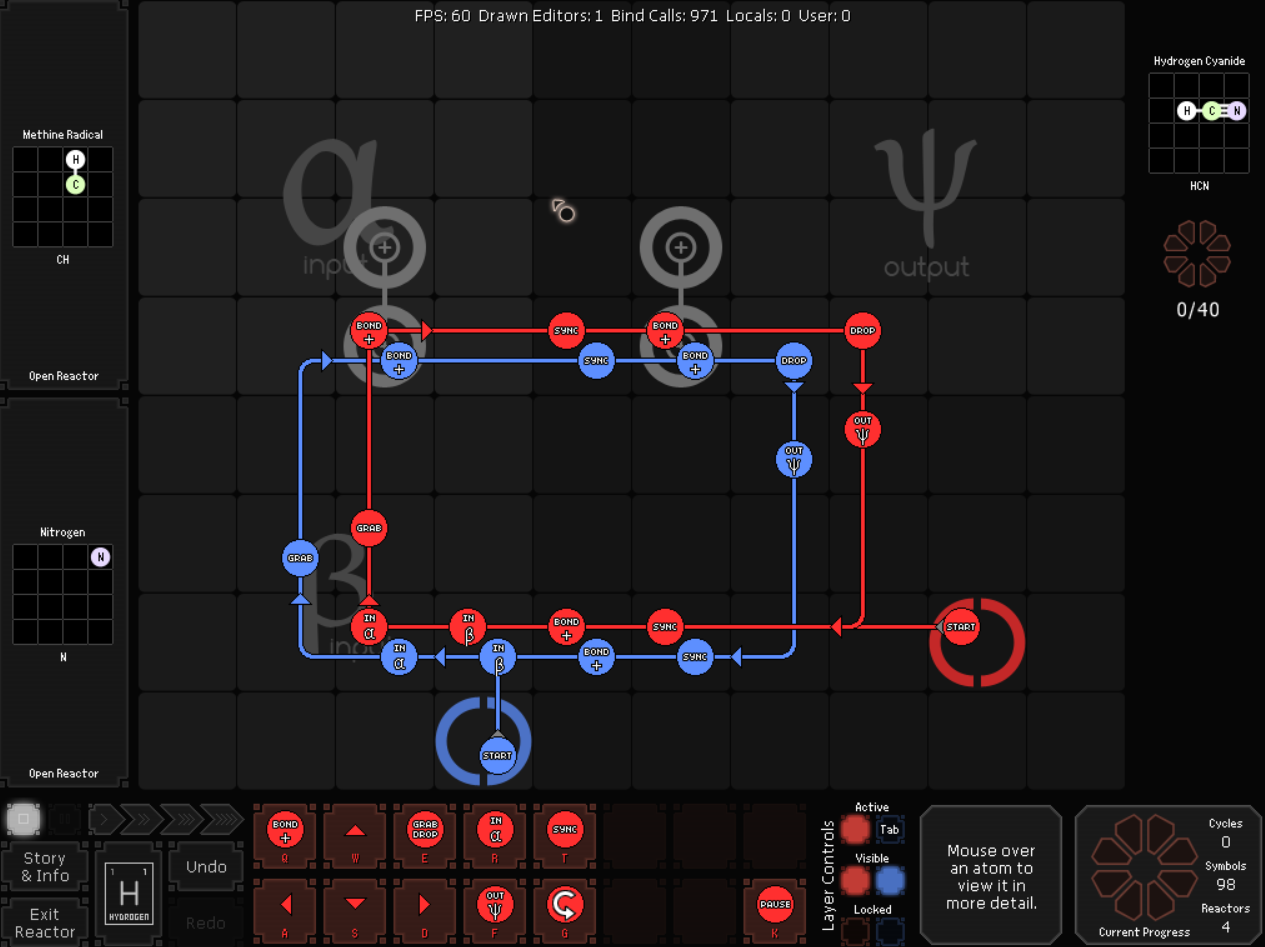 FPS: 60 Drawn Editors: 1 Bind Calls: 971 Locals: 0 User: 0
Methine Radical
H
C
CH
Open Reactor
Nitrogen
N
N
Open Reactor
α
input
ψ
output
β
input
BOND
+
SYNC
BOND
+
DROP
BOND
+
SYNC
BOND
+
DROP
OUT
ψ
OUT
ψ
GRAB
GRAB
IN
α
IN
β
BOND
+
SYNC
START
IN
α
IN
β
BOND
+
SYNC
START
Hydrogen Cyanide
H C N
HCN
0/40
Story
& Info
Exit
Reactor
1 1
H
HYDROGEN
Undo
Redo
BOND
+
Q
W
GRAB
DROP
E
IN
α
R
SYNC
T
A
S
D
OUT
ψ
F
G
PAUSE
K
Layer Controls
Active
Tab
Visible
Locked
Mouse over
an atom to
view it in
more detail.
Cycles
0
Symbols
98
Reactors
4
Current Progress